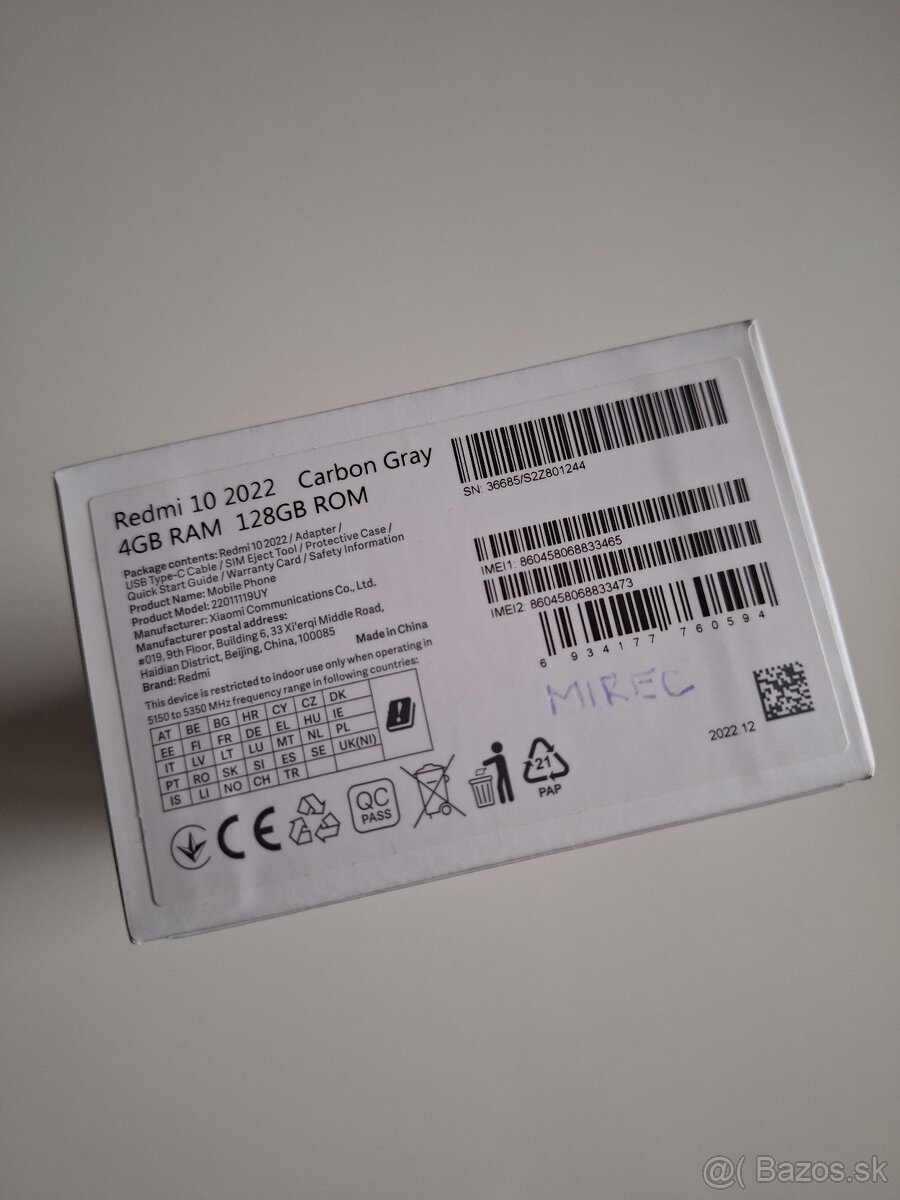 Redmi 10 2022 Carbon Gray
4GB RAM 128GB ROM
Package contents: Redmi 10 2022 / Adapter /
USB Type-C Cable / SIM Eject Tool / Protective Case /
Quick Start Guide / Warranty Card / Safety Information
Product Name: Mobile Phone
Product Model: 22011119UY
Manufacturer: Xiaomi Communications Co., Ltd.
Manufacturer postal address:
#019, 9th Floor, Building 6, 33 Xi'erqi Middle Road,
Haidian District, Beijing, China, 100085
Brand: Redmi
Made in China
This device is restricted to indoor use only when operating in
5150 to 5350 MHz frequency range in following countries:
AT BE BG HR CY CZ DK
EE FI FR DE EL HU IE
IT LV LT LU MT NL PL
PT RO SK SI ES SE UK(NI)
IS LI NO CH TR
CE
QC
PASS
21
PAP
SN: 36685/S2Z801244
IMEI1: 860458068833465
IMEI2: 860458068833473
6 934177 760594
MIREC
2022.12
@( Bazos.sk